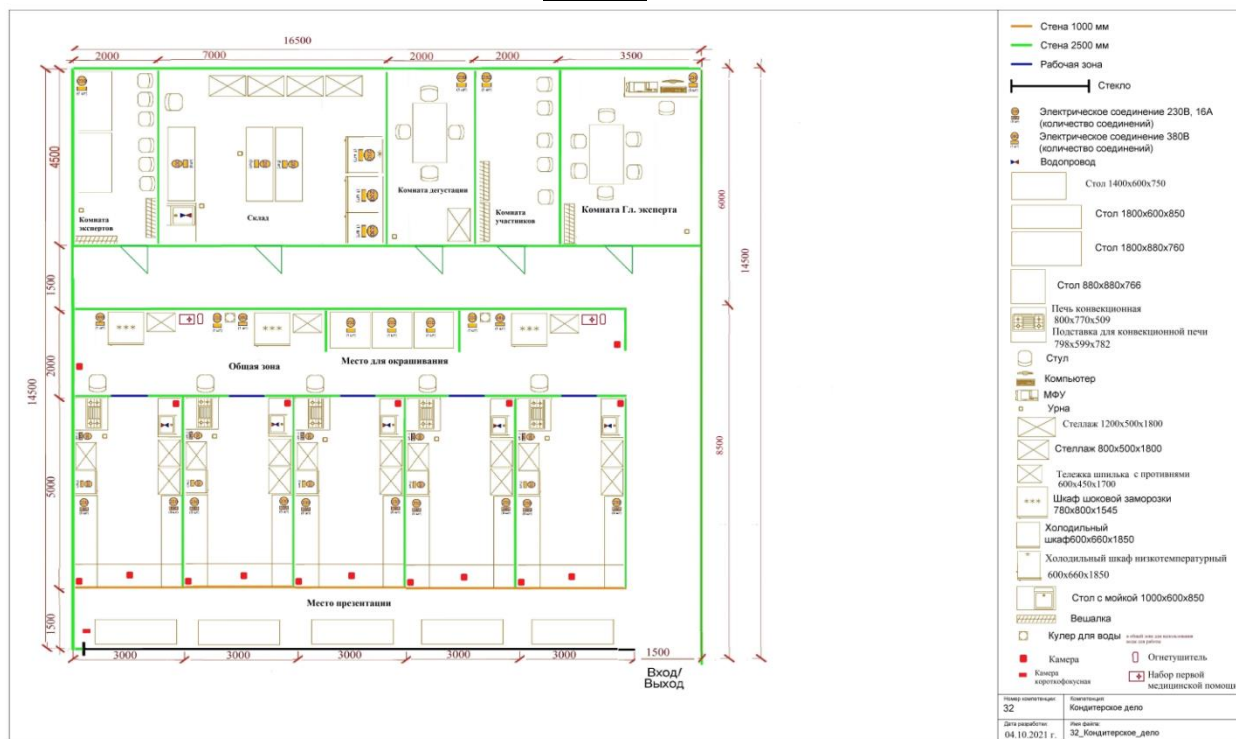 16500
2000
7000
2000
2000
3500
Стена 1000 мм
Стена 2500 мм
Рабочая зона
Стекло
Электрическое соединение 230В, 16А
(количество соединений)
Электрическое соединение 380В
(количество соединений)
Водопровод
Стол 1400х600х750
Стол 1800х600х850
Стол 1800х880х760
Стол 880х880х766
Печь конвекционная
800х770х509
Подставка для конвекционной печи
798х599х782
Стул
Компьютер
МФУ
Урна
Стеллаж 1200х500х1800
Стеллаж 800х500х1800
Тележка шпилька с противнями
600х450х1700
Шкаф шоковой заморозки
780х800х1545
Холодильный
шкаф600х660х1850
Холодильный шкаф низкотемпературный
600х660х1850
Стол с мойкой 1000х600х850
Вешалка
Кулер для воды
Камера
Огнетушитель
Камера
короткофокусная
Набор первой
медицинской помощи
4500
6000
14500
Комната
экспертов
Склад
Комната дегустации
Комната
участников
Комната Гл. эксперта
1500
2000
14500
8500
Общая зона
Место для окрашивания
5000
Место презентации
1500
3000
3000
3000
3000
3000
1500
Вход/
Выход
Номер компетенции:
32
Компетенция:
Кондитерское дело
Дата разработки:
04.10.2021 г.
Имя файла:
32_Кондитерское_дело